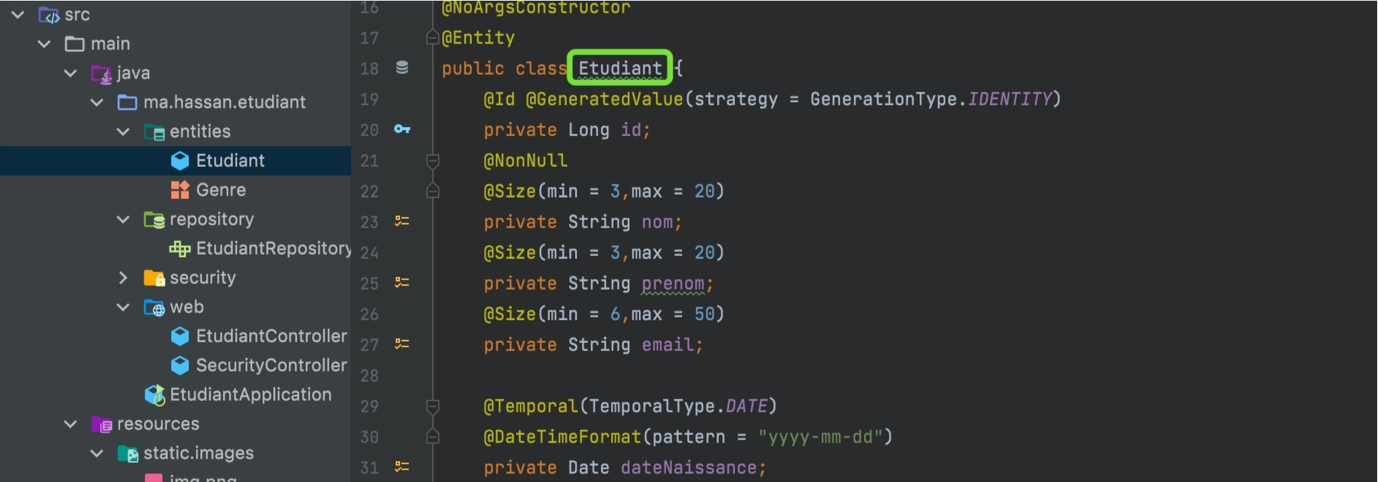 src
main
java
ma.hassan.etudiant
entities
Etudiant
Genre
repository
EtudiantRepository
security
web
EtudiantController
SecurityController
EtudiantApplication
resources
static.images
img.png
16 @NoArgsConstructor
17 @Entity
18 public class Etudiant {
19 @Id @GeneratedValue(strategy = GenerationType.IDENTITY)
20 private Long id;
21 @NonNull
22 @Size(min = 3,max = 20)
23 private String nom;
24 @Size(min = 3,max = 20)
25 private String prenom;
26 @Size(min = 6,max = 50)
27 private String email;
28
29 @Temporal(TemporalType.DATE)
30 @DateTimeFormat(pattern = "yyyy-mm-dd")
31 private Date dateNaissance;